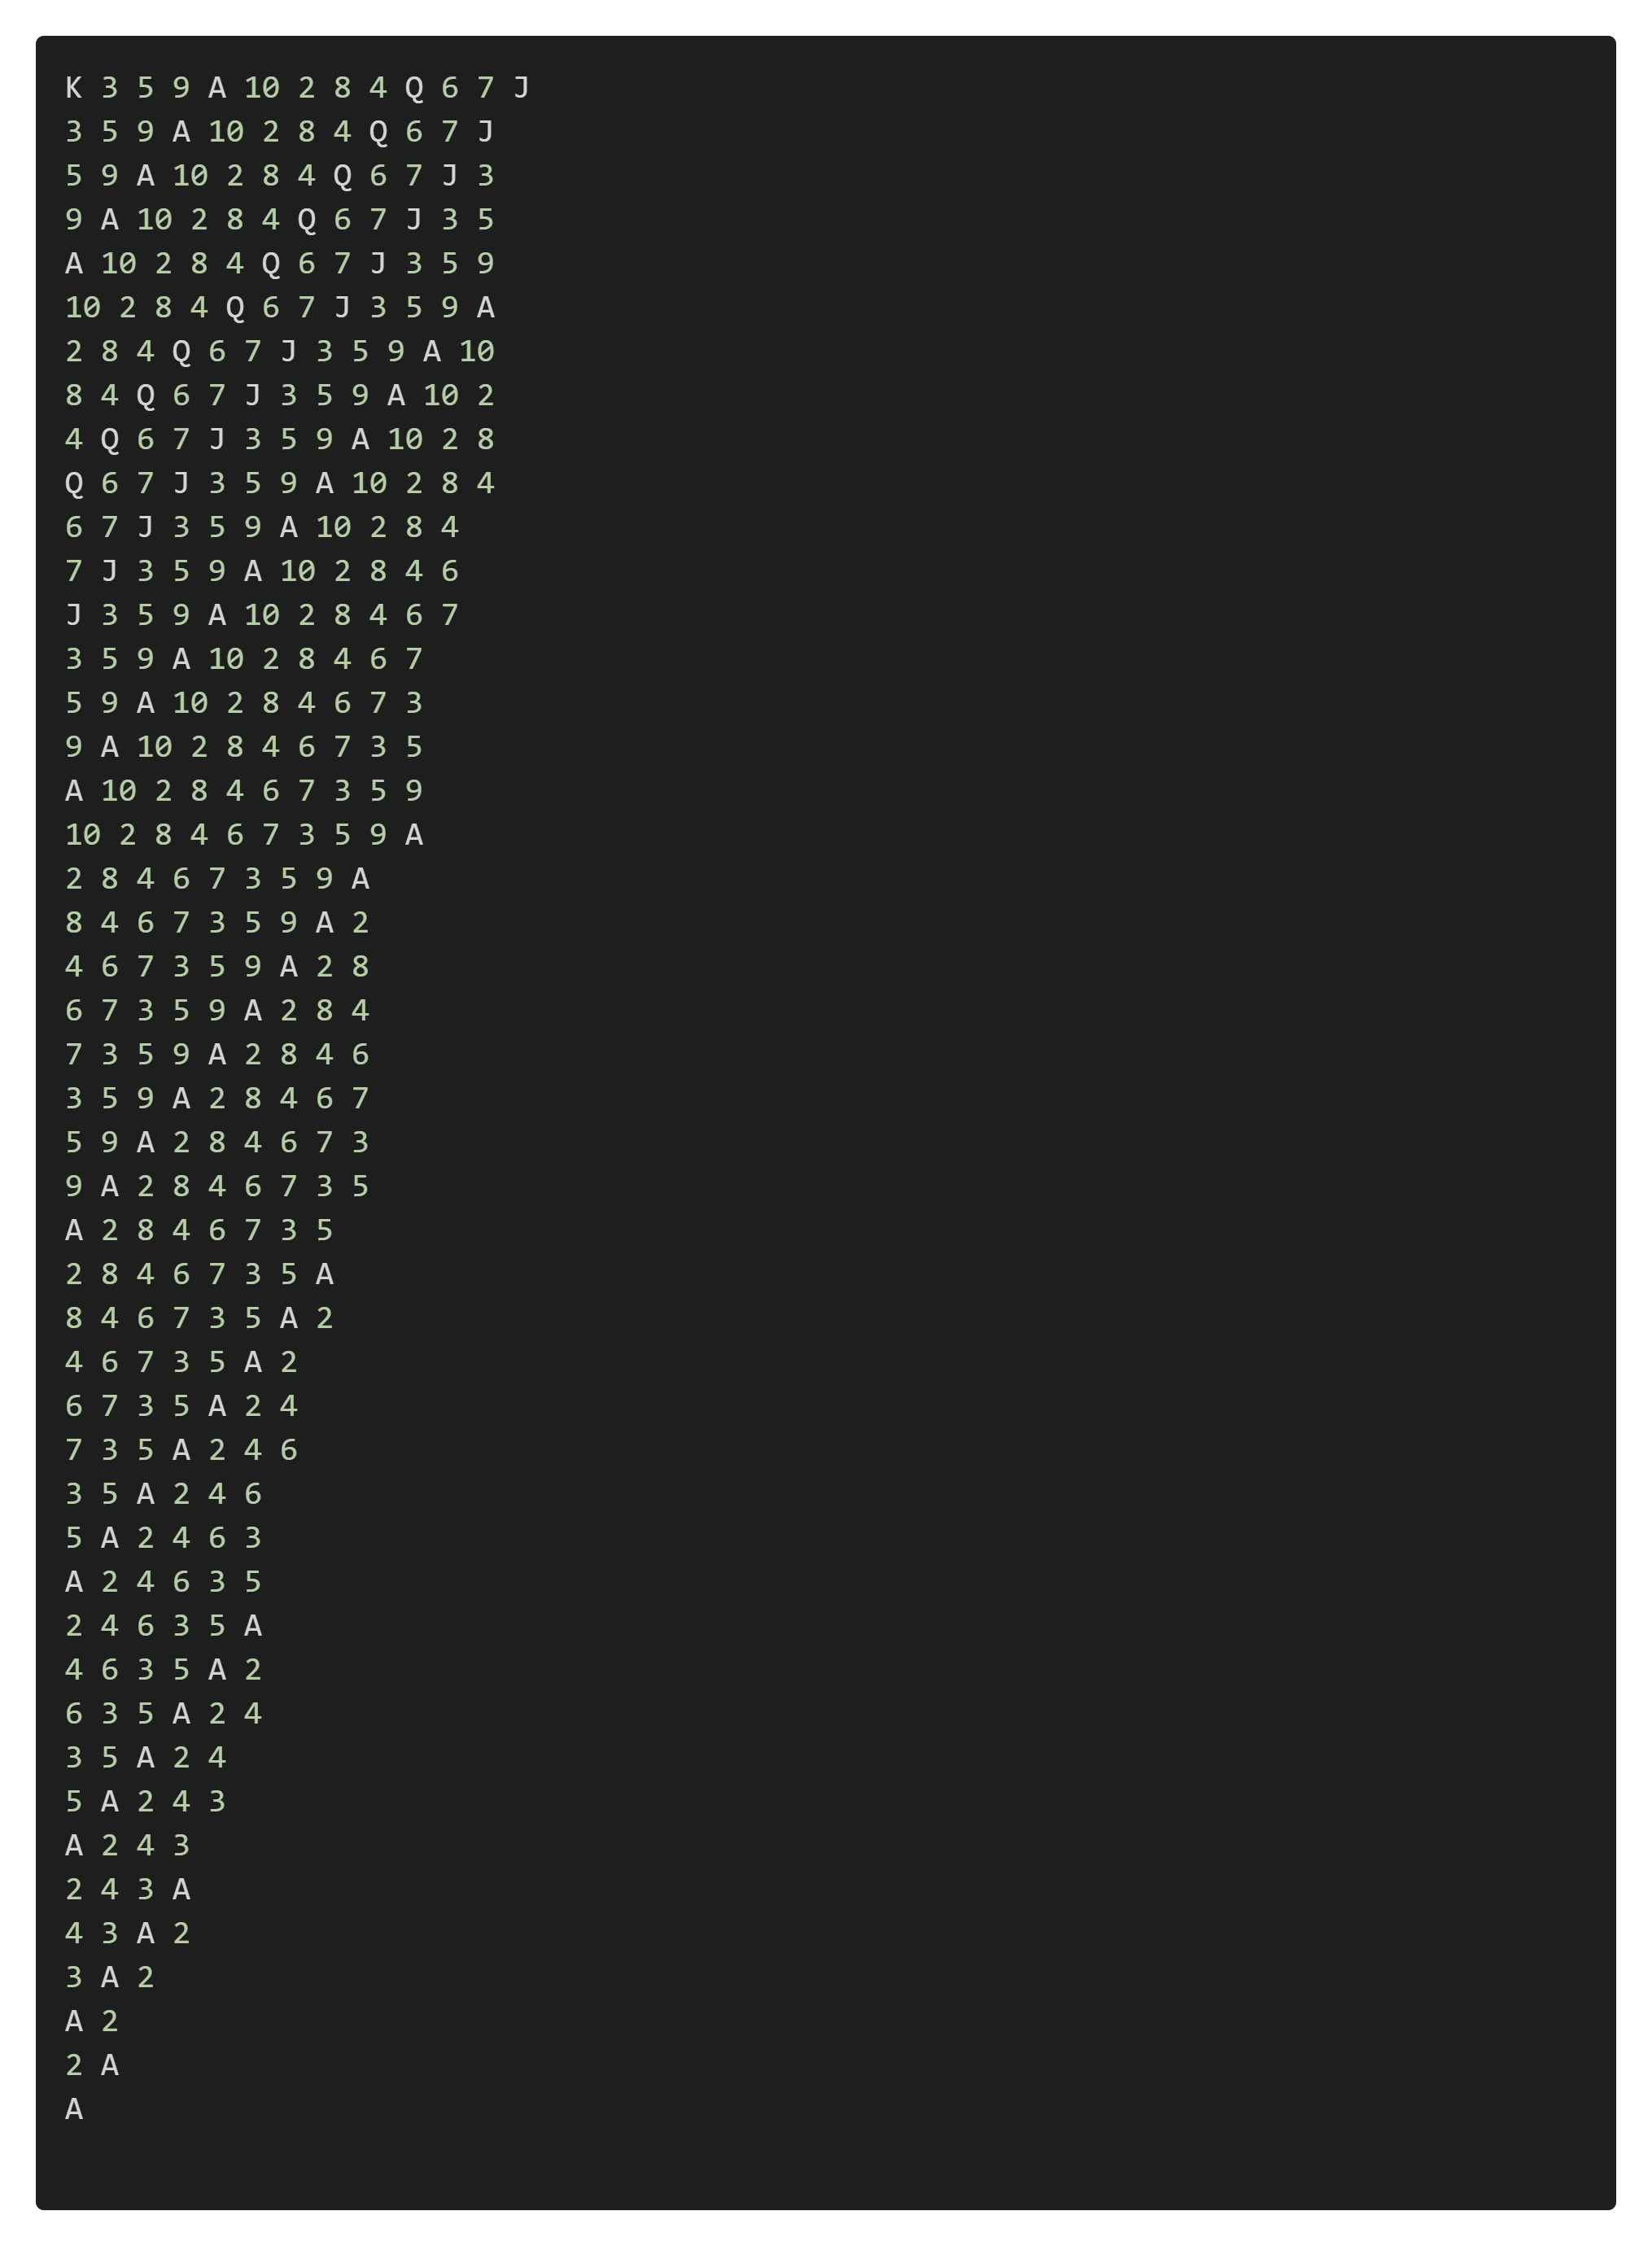 K 3 5 9 A 10 2 8 4 Q 6 7 J
3 5 9 A 10 2 8 4 Q 6 7 J
5 9 A 10 2 8 4 Q 6 7 J 3
9 A 10 2 8 4 Q 6 7 J 3 5
A 10 2 8 4 Q 6 7 J 3 5 9
10 2 8 4 Q 6 7 J 3 5 9 A
2 8 4 Q 6 7 J 3 5 9 A 10
8 4 Q 6 7 J 3 5 9 A 10 2
4 Q 6 7 J 3 5 9 A 10 2 8
Q 6 7 J 3 5 9 A 10 2 8 4
6 7 J 3 5 9 A 10 2 8 4
7 J 3 5 9 A 10 2 8 4 6
J 3 5 9 A 10 2 8 4 6 7
3 5 9 A 10 2 8 4 6 7
5 9 A 10 2 8 4 6 7 3
9 A 10 2 8 4 6 7 3 5
A 10 2 8 4 6 7 3 5 9
10 2 8 4 6 7 3 5 9 A
2 8 4 6 7 3 5 9 A
8 4 6 7 3 5 9 A 2
4 6 7 3 5 9 A 2 8
6 7 3 5 9 A 2 8 4
7 3 5 9 A 2 8 4 6
3 5 9 A 2 8 4 6 7
5 9 A 2 8 4 6 7 3
9 A 2 8 4 6 7 3 5
A 2 8 4 6 7 3 5
2 8 4 6 7 3 5 A
8 4 6 7 3 5 A 2
4 6 7 3 5 A 2
6 7 3 5 A 2 4
7 3 5 A 2 4 6
3 5 A 2 4 6
5 A 2 4 6 3
A 2 4 6 3 5
2 4 6 3 5 A
4 6 3 5 A 2
6 3 5 A 2 4
3 5 A 2 4
5 A 2 4 3
A 2 4 3
2 4 3 A
4 3 A 2
3 A 2
A 2
2 A
A